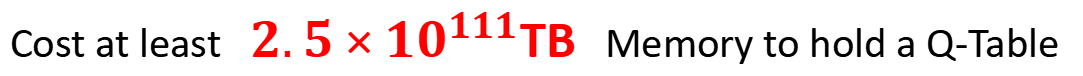 Cost at least 2.5 × 10¹¹¹TB Memory to hold a Q-Table